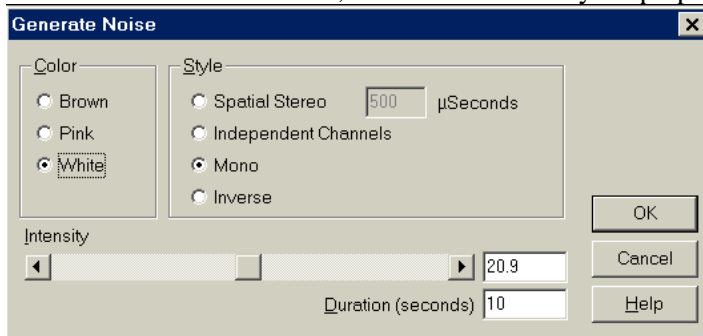 Generate Noise
Color
Style
Brown
Spatial Stereo 500 µSeconds
Pink
Independent Channels
White
Mono
Inverse
OK
Intensity
20.9
Cancel
Duration (seconds) 10
Help